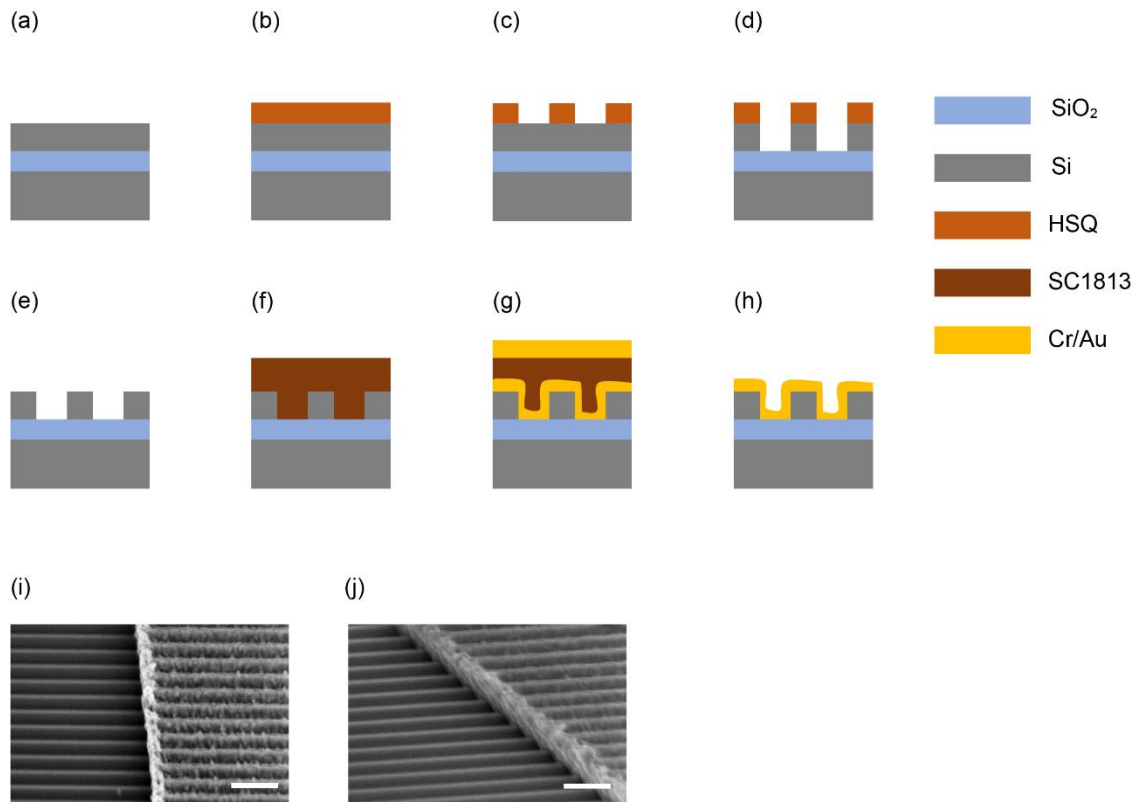 (a)
(b)
(c)
(d)
SiO₂
Si
HSQ
SC1813
Cr/Au
(e)
(f)
(g)
(h)
(i)
(j)